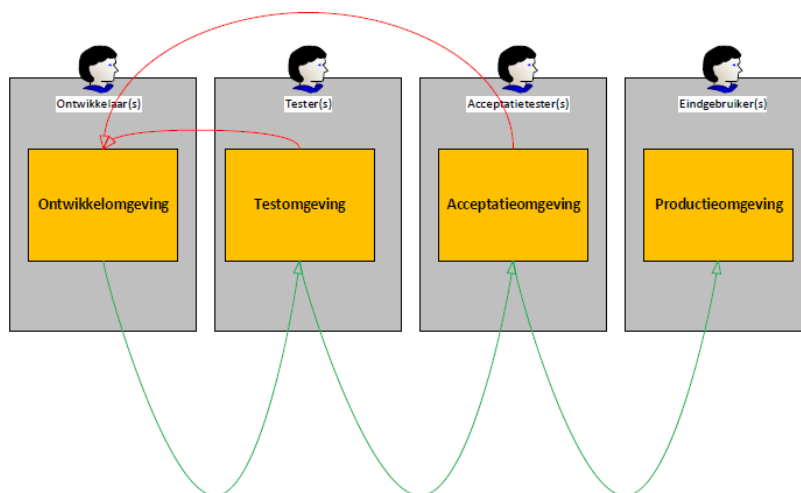 Ontwikkelaar(s)
Tester(s)
Acceptatietester(s)
Eindgebruiker(s)
Ontwikkelomgeving
Testomgeving
Acceptatieomgeving
Productieomgeving